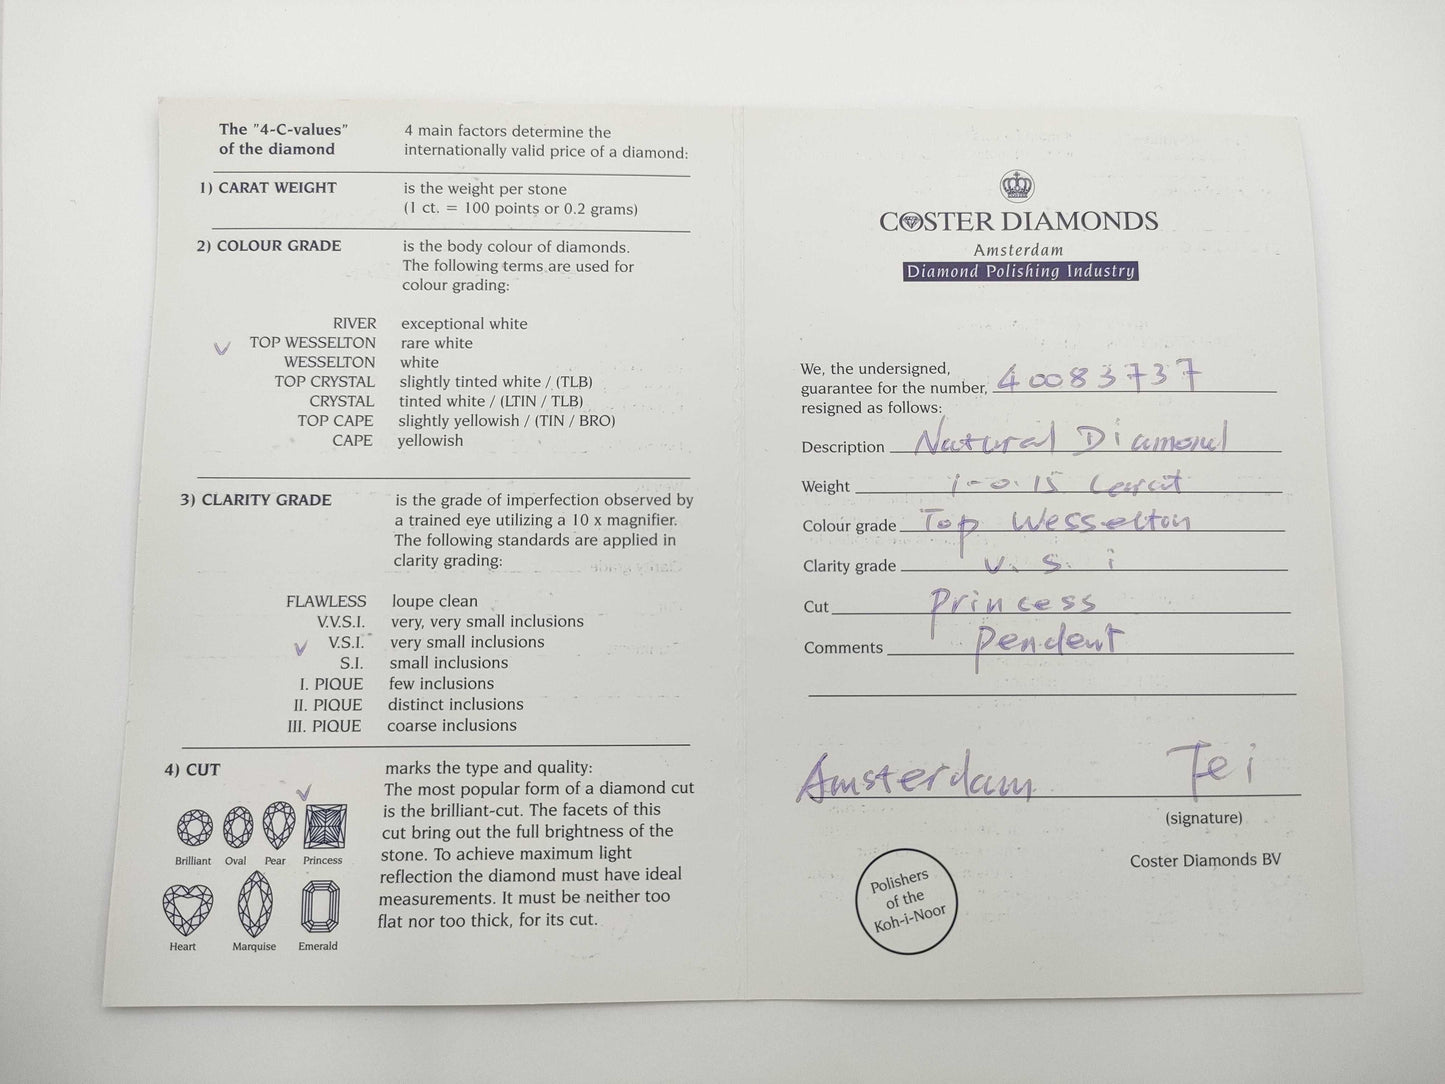 The "4-C-values" of the diamond
4 main factors determine the
internationally valid price of a diamond:
1) CARAT WEIGHT
is the weight per stone
(1 ct. = 100 points or 0.2 grams)
2) COLOUR GRADE
is the body colour of diamonds.
The following terms are used for
colour grading:
RIVER exceptional white
TOP WESSELTON rare white
WESSELTON white
TOP CRYSTAL slightly tinted white / (TLB)
CRYSTAL tinted white / (LTIN / TLB)
TOP CAPE slightly yellowish / (TIN / BRO)
CAPE yellowish
3) CLARITY GRADE
is the grade of imperfection observed by
a trained eye utilizing a 10 x magnifier.
The following standards are applied in
clarity grading:
FLAWLESS loupe clean
V.V.S.I. very, very small inclusions
V.S.I. very small inclusions
S.I. small inclusions
I. PIQUE few inclusions
II. PIQUE distinct inclusions
III. PIQUE coarse inclusions
4) CUT
marks the type and quality:
The most popular form of a diamond cut
is the brilliant-cut. The facets of this
cut bring out the full brightness of the
stone. To achieve maximum light
reflection the diamond must have ideal
measurements. It must be neither too
flat nor too thick, for its cut.
Brilliant Oval Pear Princess
Heart Marquise Emerald
COSTER DIAMONDS
Amsterdam
Diamond Polishing Industry
We, the undersigned,
guarantee for the number, 40083737
resigned as follows:
Description Natural Diamond
Weight 1-0.15 Carat
Colour grade Top Wesselton
Clarity grade V. S. i
Cut Princess
Comments Pendent
Amsterdam Fei
(signature)
Coster Diamonds BV
Polishers
of the
Koh-i-Noor